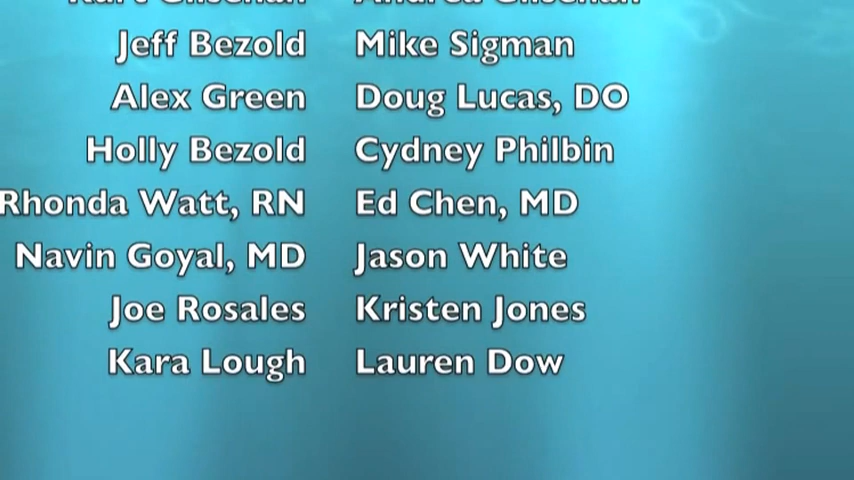 Jeff Bezold Mike Sigman
Alex Green Doug Lucas, DO
Holly Bezold Cydney Philbin
Rhonda Watt, RN Ed Chen, MD
Navin Goyal, MD Jason White
Joe Rosales Kristen Jones
Kara Lough Lauren Dow